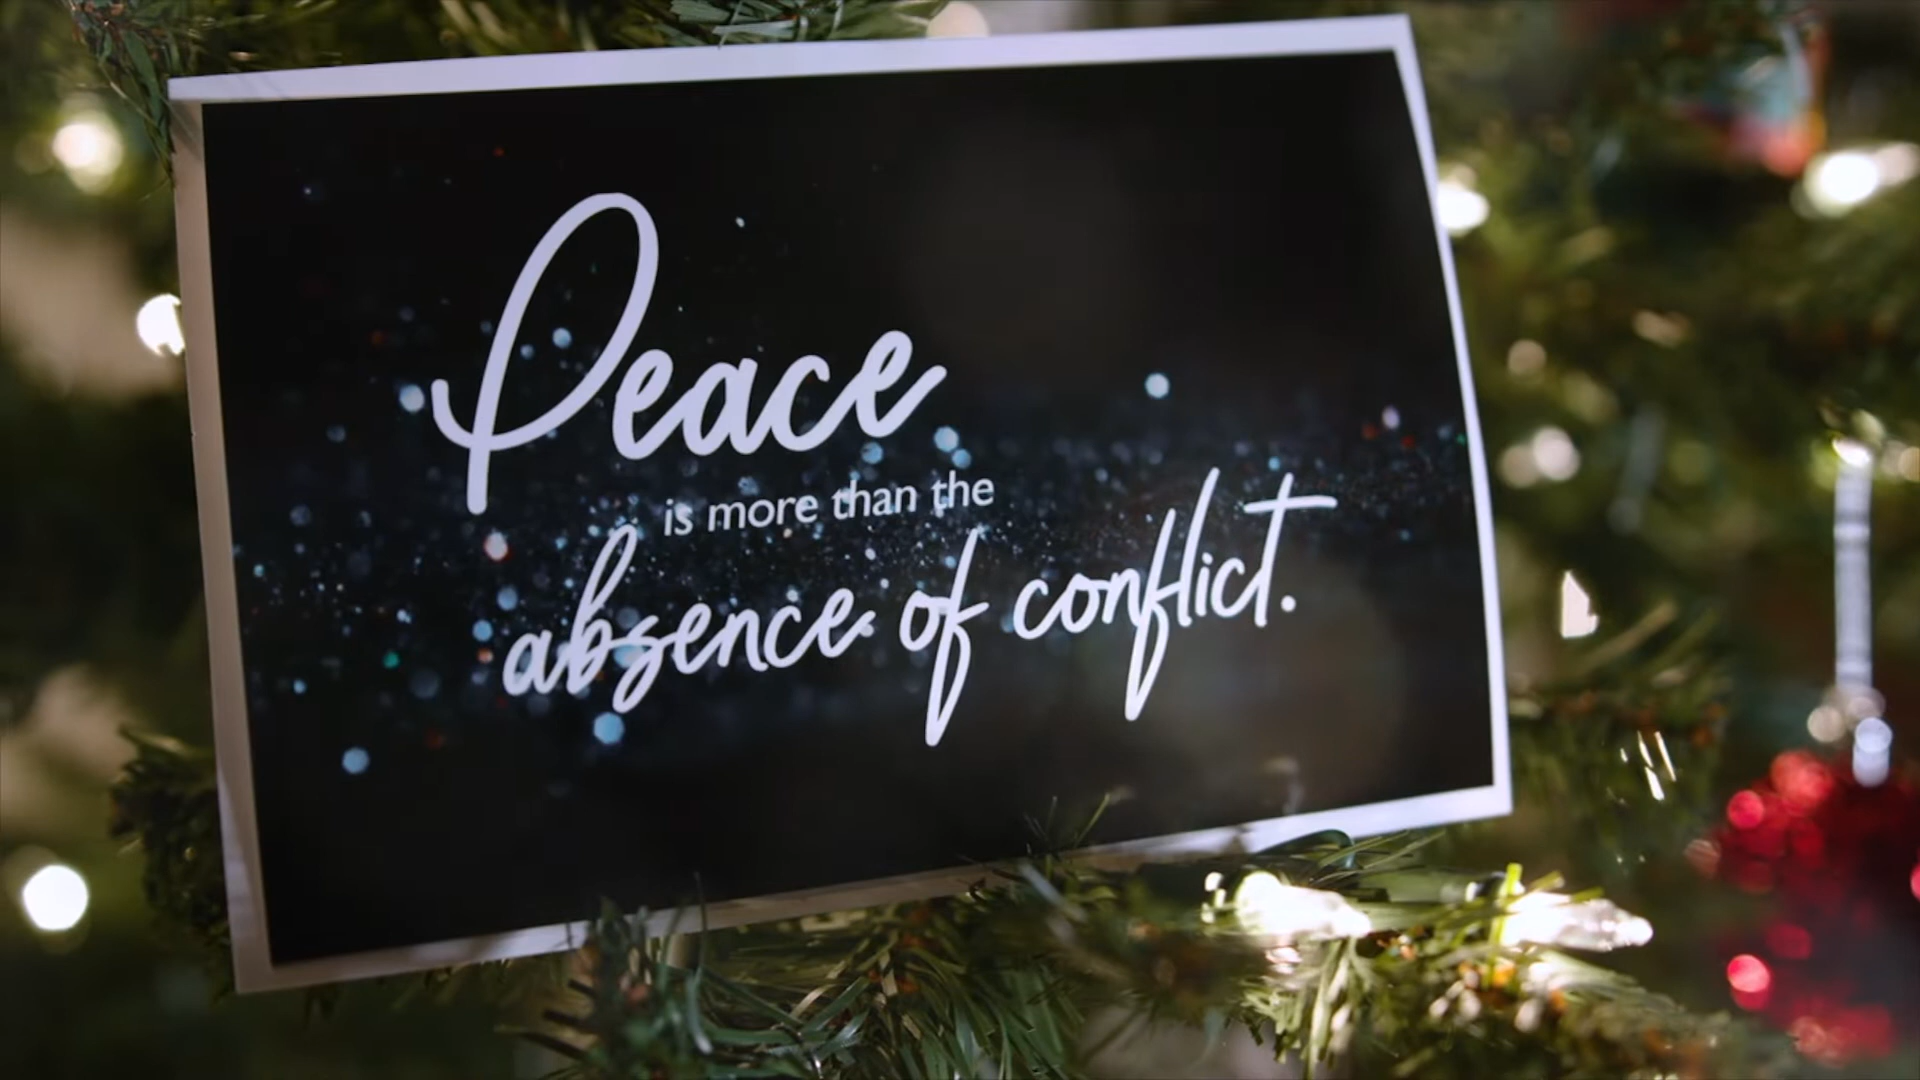 Peace
is more than the
absence of conflict.